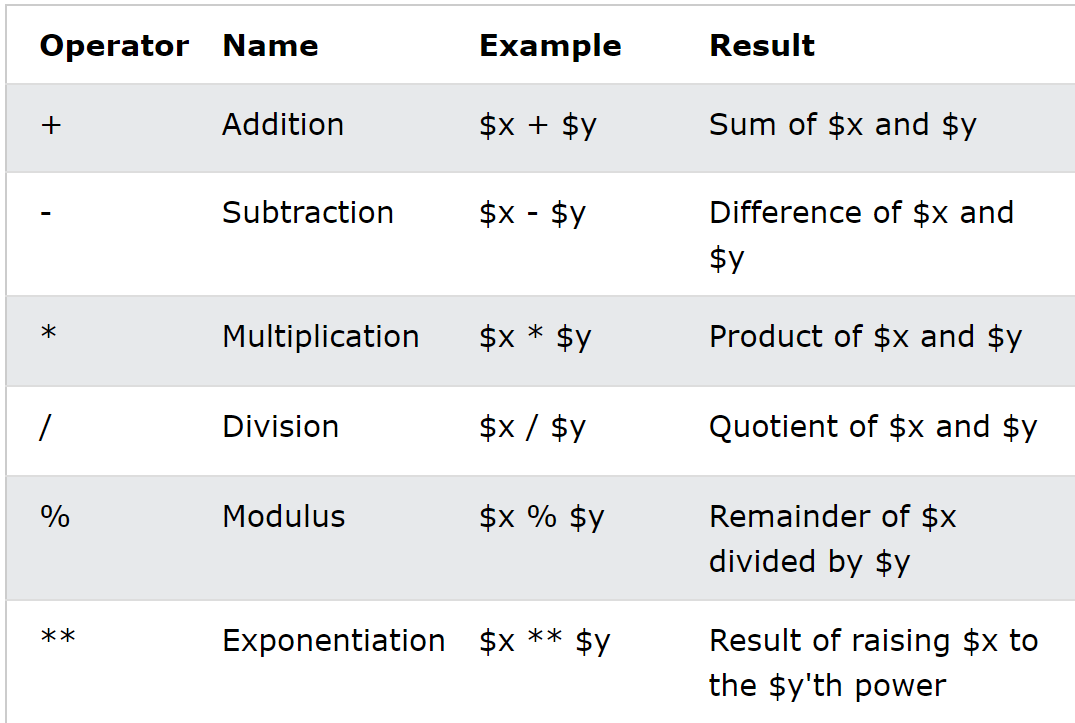 Operator Name Example Result
+ Addition $x + $y Sum of $x and $y
- Subtraction $x - $y Difference of $x and
$y
* Multiplication $x * $y Product of $x and $y
/ Division $x / $y Quotient of $x and $y
% Modulus $x % $y Remainder of $x
divided by $y
** Exponentiation $x ** $y Result of raising $x to
the $y'th power